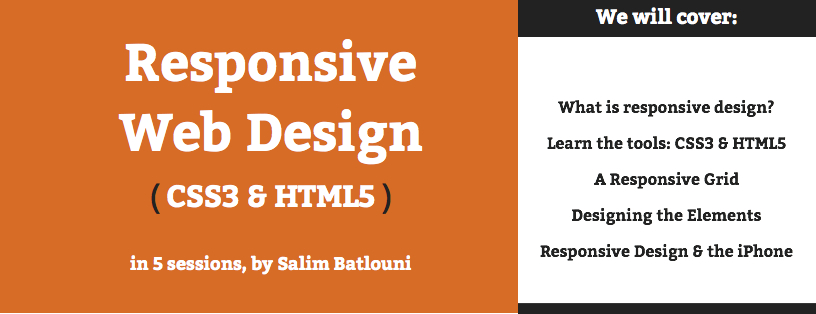 Responsive
Web Design
( CSS3 & HTML5 )
in 5 sessions, by Salim Batlouni
We will cover:
What is responsive design?
Learn the tools: CSS3 & HTML5
A Responsive Grid
Designing the Elements
Responsive Design & the iPhone